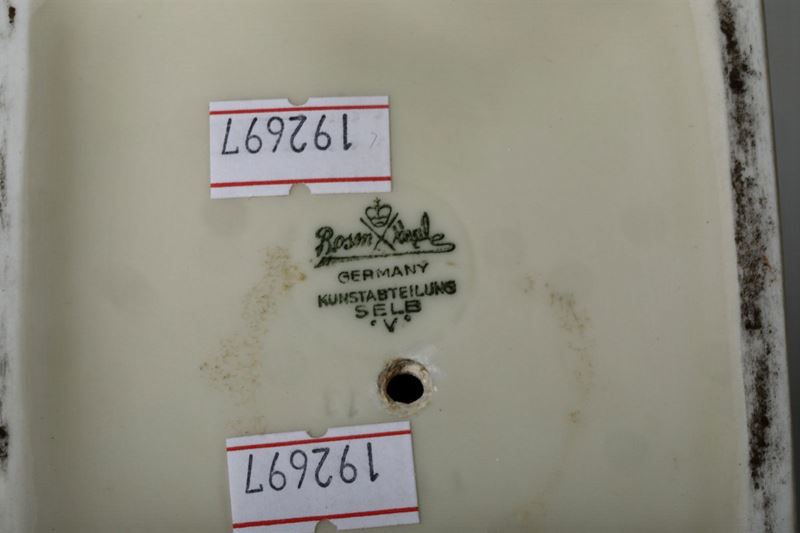 192697
Rosenthal
GERMANY
KUNSTABTEILUNG
SELB
°V°
192697